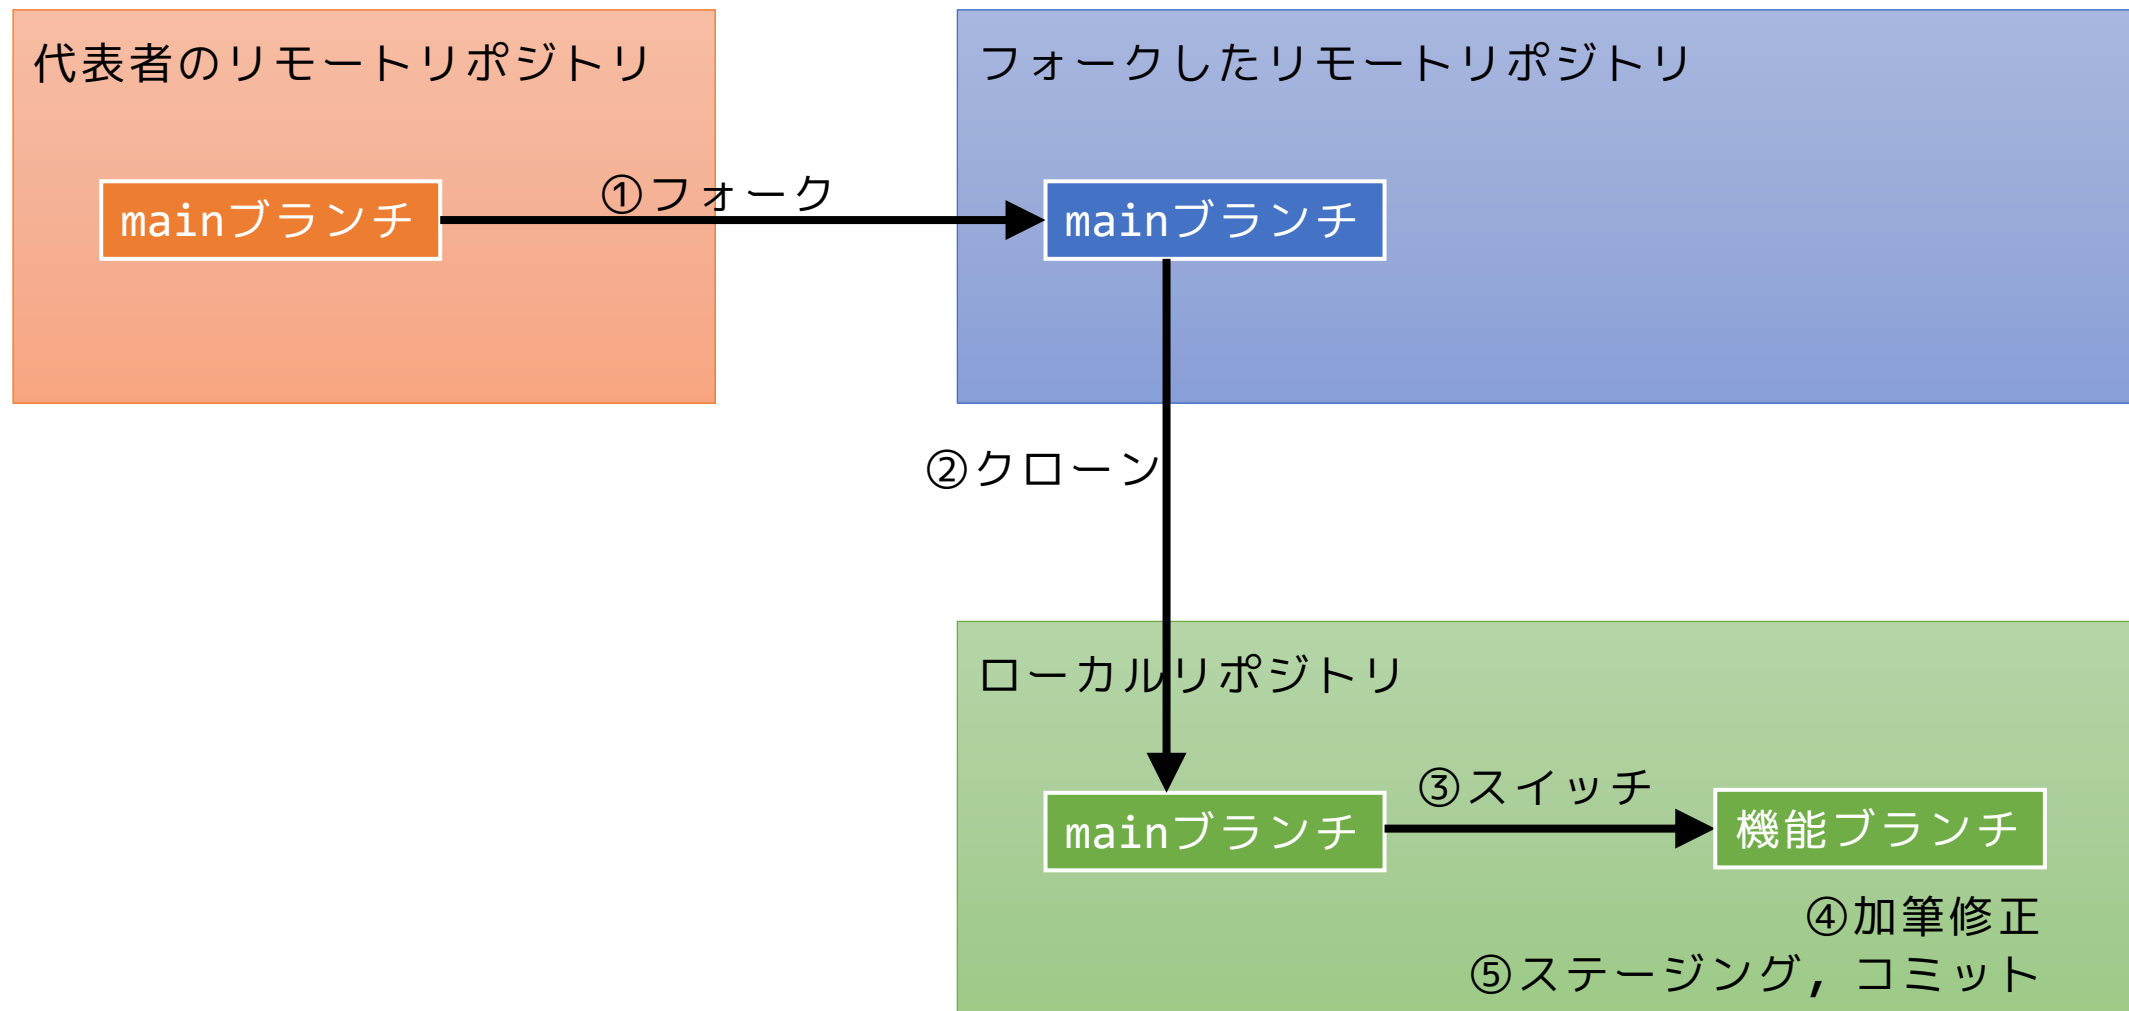 代表者のリモートリポジトリ
フォークしたリモートリポジトリ
①フォーク
mainブランチ
mainブランチ
②クローン
ローカルリポジトリ
③スイッチ
mainブランチ
機能ブランチ
④加筆修正
⑤ステージング, コミット